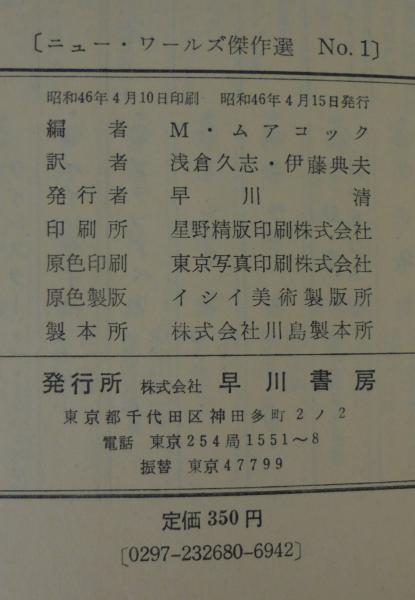 〔ニュー・ワールズ傑作選 No.1〕
昭和46年4月10日印刷 昭和46年4月15日発行
編者 M・ムアコック
訳者 浅倉久志・伊藤典夫
発行者 早川清
印刷所 星野精版印刷株式会社
原色印刷 東京写真印刷株式会社
原色製版 イシイ美術製版所
製本所 株式会社川島製本所
発行所 株式会社 早川書房
東京都千代田区神田多町2ノ2
電話 東京254局1551〜8
振替 東京47799
定価350円
〔0297-232680-6942〕